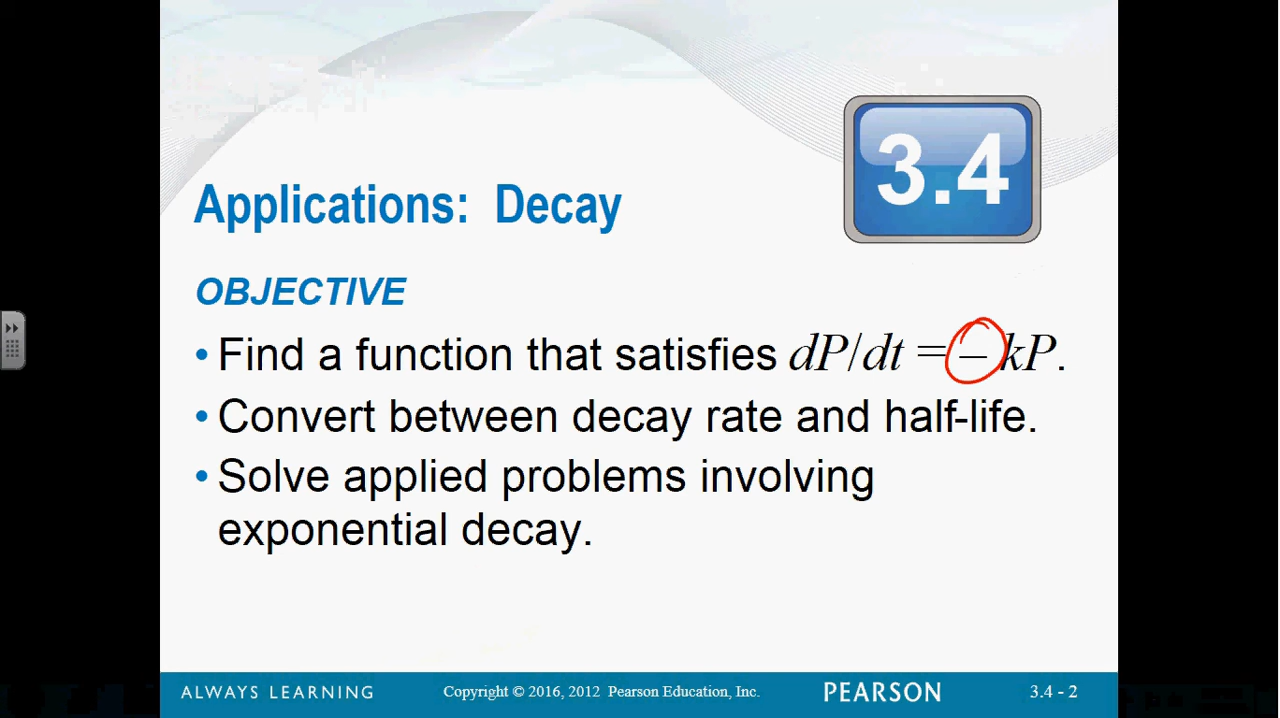 3.4
Applications: Decay
OBJECTIVE
• Find a function that satisfies dP/dt = – kP.
• Convert between decay rate and half-life.
• Solve applied problems involving
exponential decay.
ALWAYS LEARNING
Copyright © 2016, 2012 Pearson Education, Inc.
PEARSON
3.4 - 2